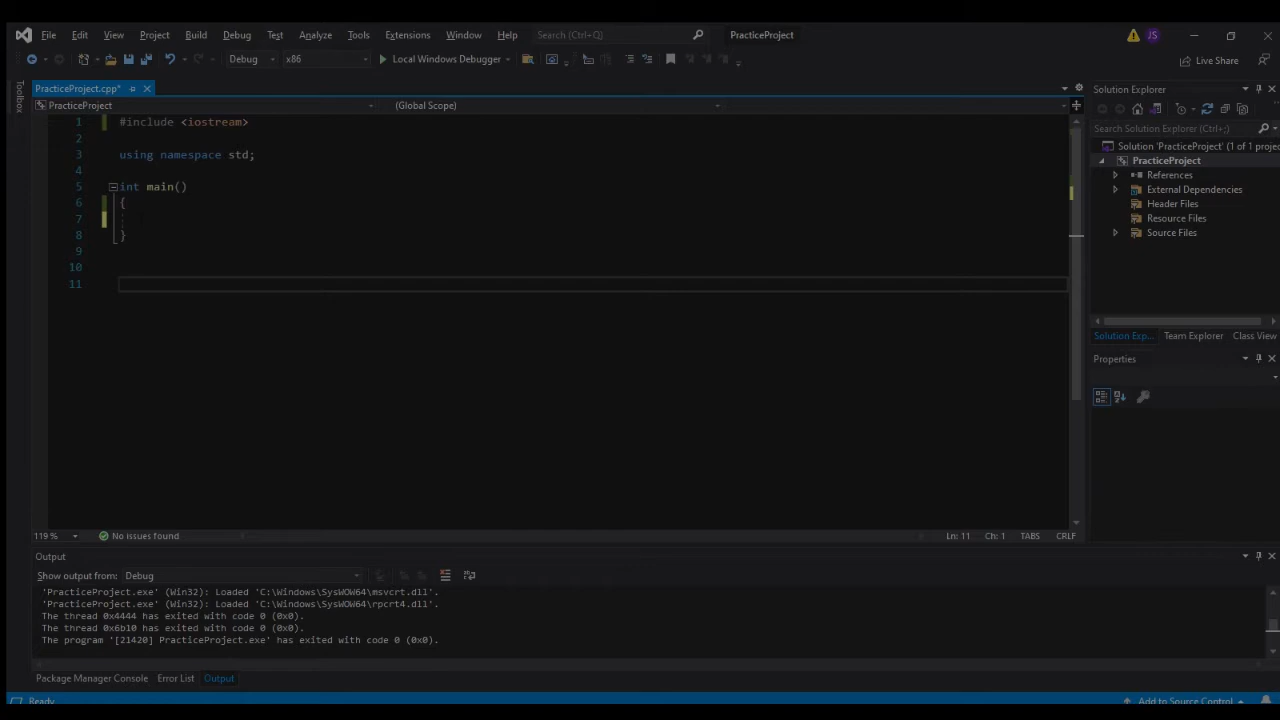 File Edit View Project Build Debug Test Analyze Tools Extensions Window Help Search (Ctrl+Q) PracticeProject JS
Debug x86 Local Windows Debugger Live Share
Toolbox
PracticeProject.cpp*
PracticeProject (Global Scope)
1 #include <iostream>
2
3 using namespace std;
4
5 int main()
6 {
7
8 }
9
10
11
119 % No issues found Ln: 11 Ch: 1 TABS CRLF
Solution Explorer
Search Solution Explorer (Ctrl+;)
Solution 'PracticeProject' (1 of 1 projec
PracticeProject
References
External Dependencies
Header Files
Resource Files
Source Files
Solution Exp... Team Explorer Class View
Properties
Output
Show output from: Debug
'PracticeProject.exe' (Win32): Loaded 'C:\Windows\SysWOW64\msvcrt.dll'.
'PracticeProject.exe' (Win32): Loaded 'C:\Windows\SysWOW64\rpcrt4.dll'.
The thread 0x4444 has exited with code 0 (0x0).
The thread 0x6b10 has exited with code 0 (0x0).
The program '[21420] PracticeProject.exe' has exited with code 0 (0x0).
Package Manager Console Error List Output
Ready Add to Source Control